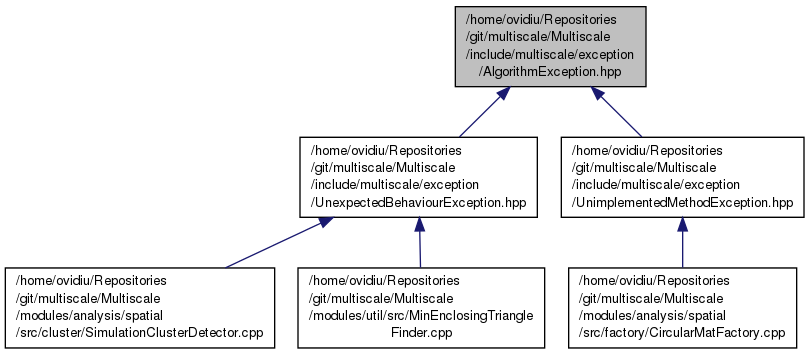 /home/ovidiu/Repositories
/git/multiscale/Multiscale
/include/multiscale/exception
/AlgorithmException.hpp
/home/ovidiu/Repositories
/git/multiscale/Multiscale
/include/multiscale/exception
/UnexpectedBehaviourException.hpp
/home/ovidiu/Repositories
/git/multiscale/Multiscale
/include/multiscale/exception
/UnimplementedMethodException.hpp
/home/ovidiu/Repositories
/git/multiscale/Multiscale
/modules/analysis/spatial
/src/cluster/SimulationClusterDetector.cpp
/home/ovidiu/Repositories
/git/multiscale/Multiscale
/modules/util/src/MinEnclosingTriangle
Finder.cpp
/home/ovidiu/Repositories
/git/multiscale/Multiscale
/modules/analysis/spatial
/src/factory/CircularMatFactory.cpp